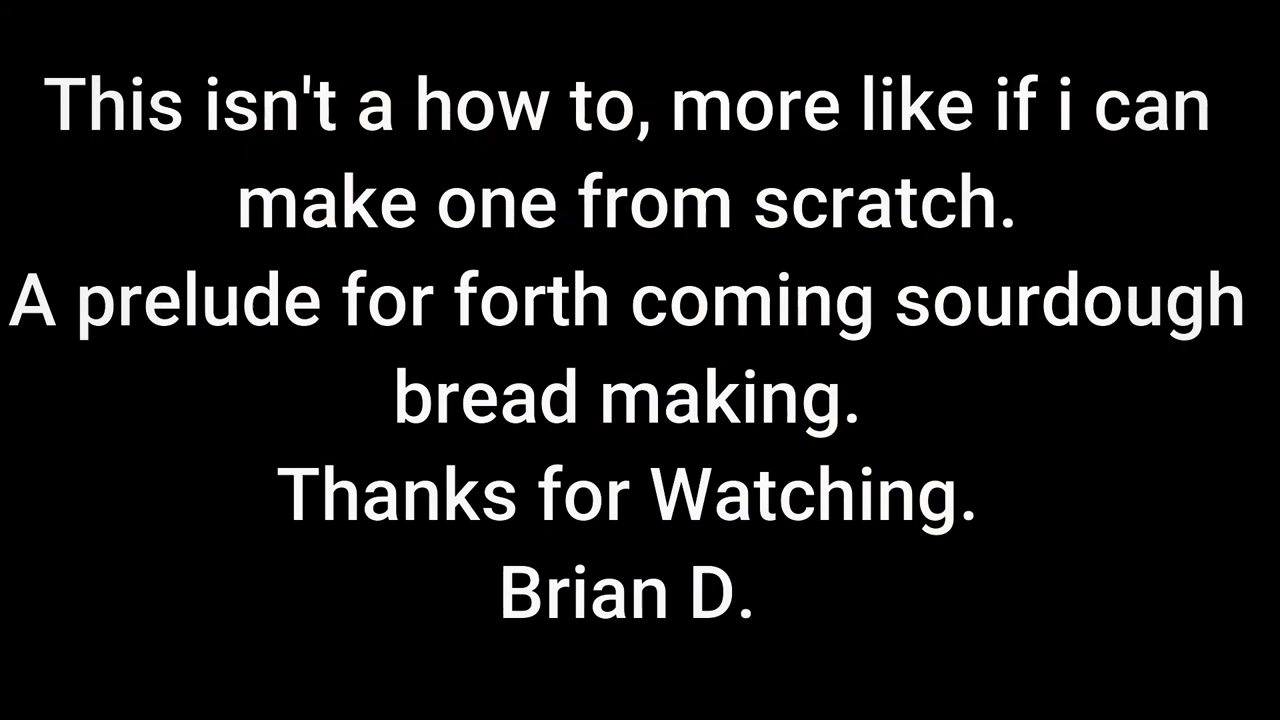 This isn't a how to, more like if i can
make one from scratch.
A prelude for forth coming sourdough
bread making.
Thanks for Watching.
Brian D.